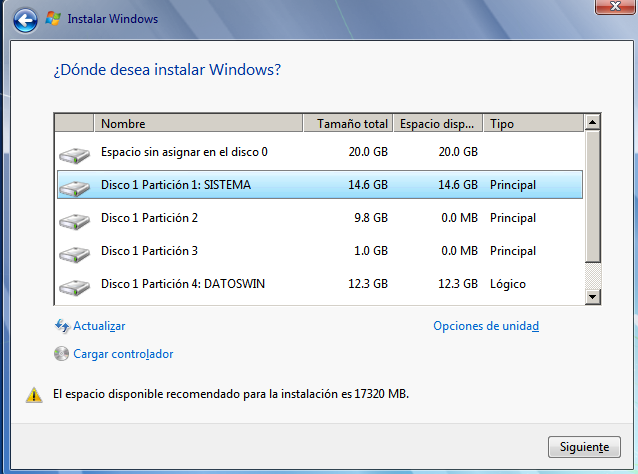 Instalar Windows
¿Dónde desea instalar Windows?
Nombre Tamaño total Espacio disp... Tipo
Espacio sin asignar en el disco 0 20.0 GB 20.0 GB
Disco 1 Partición 1: SISTEMA 14.6 GB 14.6 GB Principal
Disco 1 Partición 2 9.8 GB 0.0 MB Principal
Disco 1 Partición 3 1.0 GB 0.0 MB Principal
Disco 1 Partición 4: DATOSWIN 12.3 GB 12.3 GB Lógico
Actualizar Opciones de unidad
Cargar controlador
El espacio disponible recomendado para la instalación es 17320 MB.
Siguiente